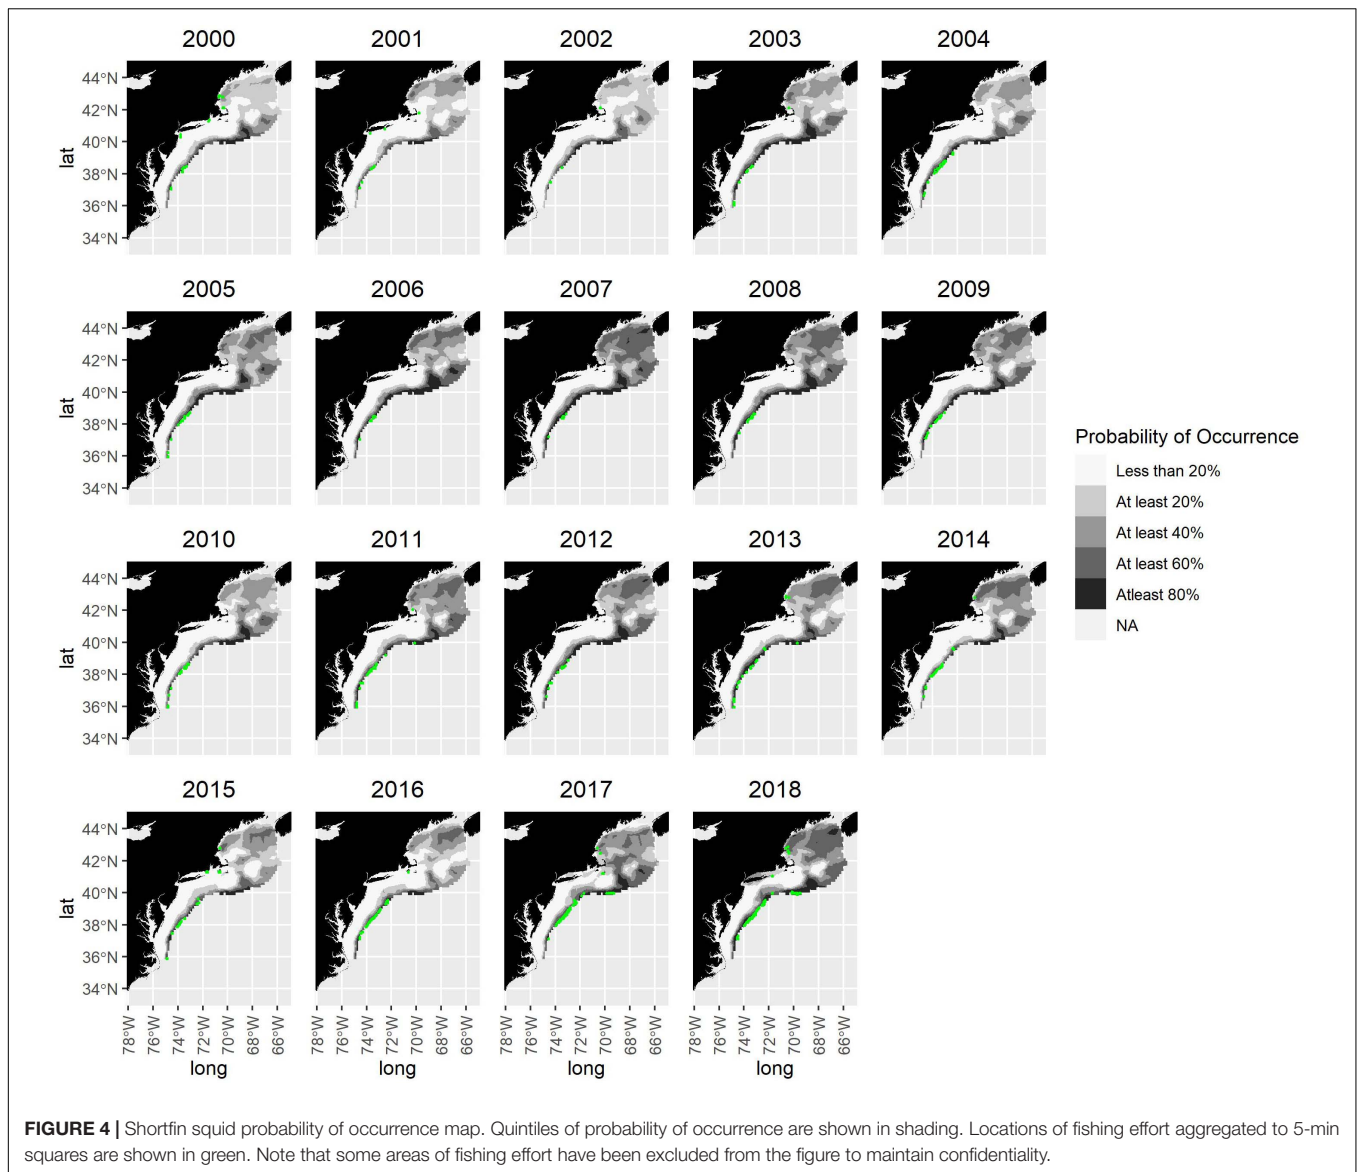 2000 2001 2002 2003 2004
44°N
42°N
40°N
38°N
36°N
34°N
lat
2005 2006 2007 2008 2009
44°N
42°N
40°N
38°N
36°N
34°N
lat
2010 2011 2012 2013 2014
44°N
42°N
40°N
38°N
36°N
34°N
lat
2015 2016 2017 2018
44°N
42°N
40°N
38°N
36°N
34°N
lat
78°W 76°W 74°W 72°W 70°W 68°W 66°W 78°W 76°W 74°W 72°W 70°W 68°W 66°W 78°W 76°W 74°W 72°W 70°W 68°W 66°W 78°W 76°W 74°W 72°W 70°W 68°W 66°W
long long long long
Probability of Occurrence
Less than 20%
At least 20%
At least 40%
At least 60%
Atleast 80%
NA
FIGURE 4 | Shortfin squid probability of occurrence map. Quintiles of probability of occurrence are shown in shading. Locations of fishing effort aggregated to 5-min
squares are shown in green. Note that some areas of fishing effort have been excluded from the figure to maintain confidentiality.